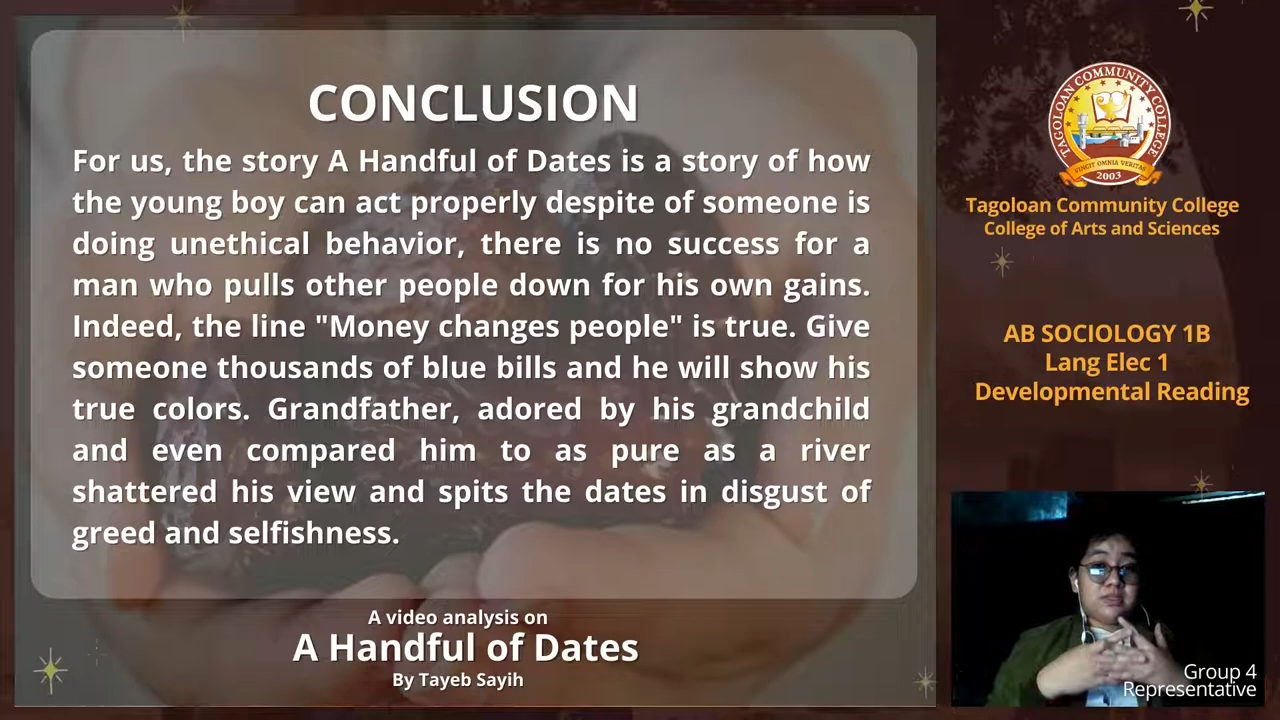 CONCLUSION
For us, the story A Handful of Dates is a story of how
the young boy can act properly despite of someone is
doing unethical behavior, there is no success for a
man who pulls other people down for his own gains.
Indeed, the line "Money changes people" is true. Give
someone thousands of blue bills and he will show his
true colors. Grandfather, adored by his grandchild
and even compared him to as pure as a river
shattered his view and spits the dates in disgust of
greed and selfishness.
A video analysis on
A Handful of Dates
By Tayeb Sayih
TAGOLOAN COMMUNITY COLLEGE
VINCIT OMNIA VERITAS
2003
Tagoloan Community College
College of Arts and Sciences
AB SOCIOLOGY 1B
Lang Elec 1
Developmental Reading
Group 4
Representative